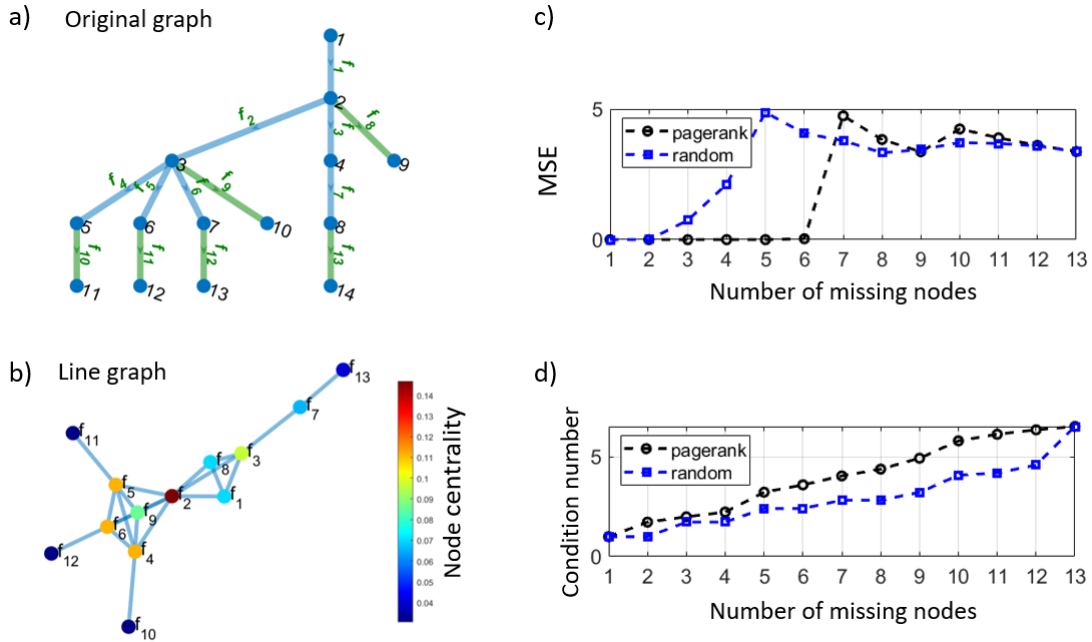 a) Original graph
1
f1
2
f2
f3
f8
3
4
9
f4
f5
f6
f9
f7
5
6
7
10
8
f10
f11
f12
f13
11
12
13
14
b) Line graph
f13
f7
f11
f3
f8
f5
f2
f1
f9
f6
f4
f12
f10
0.14
0.13
0.12
0.11
0.1
0.09
0.08
0.07
0.06
0.05
0.04
Node centrality
c)
5
0
MSE
pagerank
random
1 2 3 4 5 6 7 8 9 10 11 12 13
Number of missing nodes
d)
5
0
Condition number
pagerank
random
1 2 3 4 5 6 7 8 9 10 11 12 13
Number of missing nodes